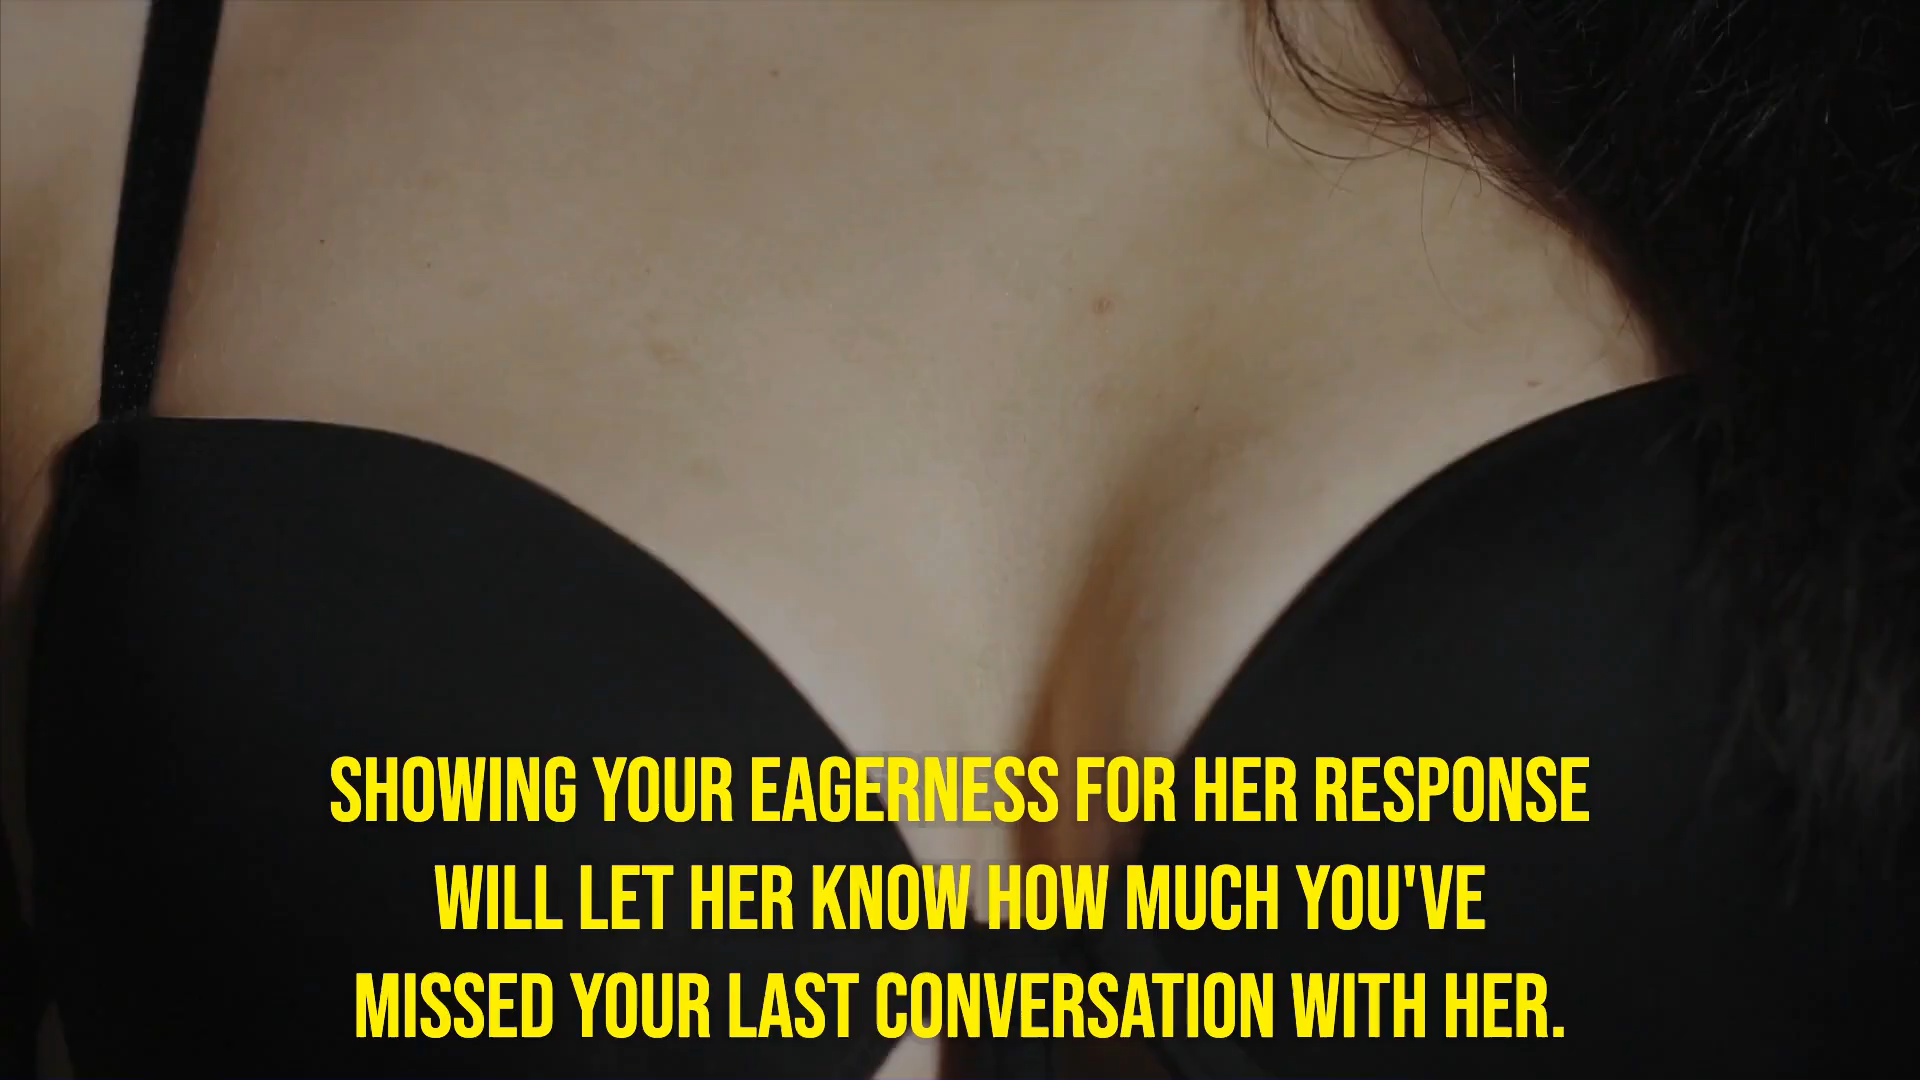 SHOWING YOUR EAGERNESS FOR HER RESPONSE
WILL LET HER KNOW HOW MUCH YOU'VE
MISSED YOUR LAST CONVERSATION WITH HER.